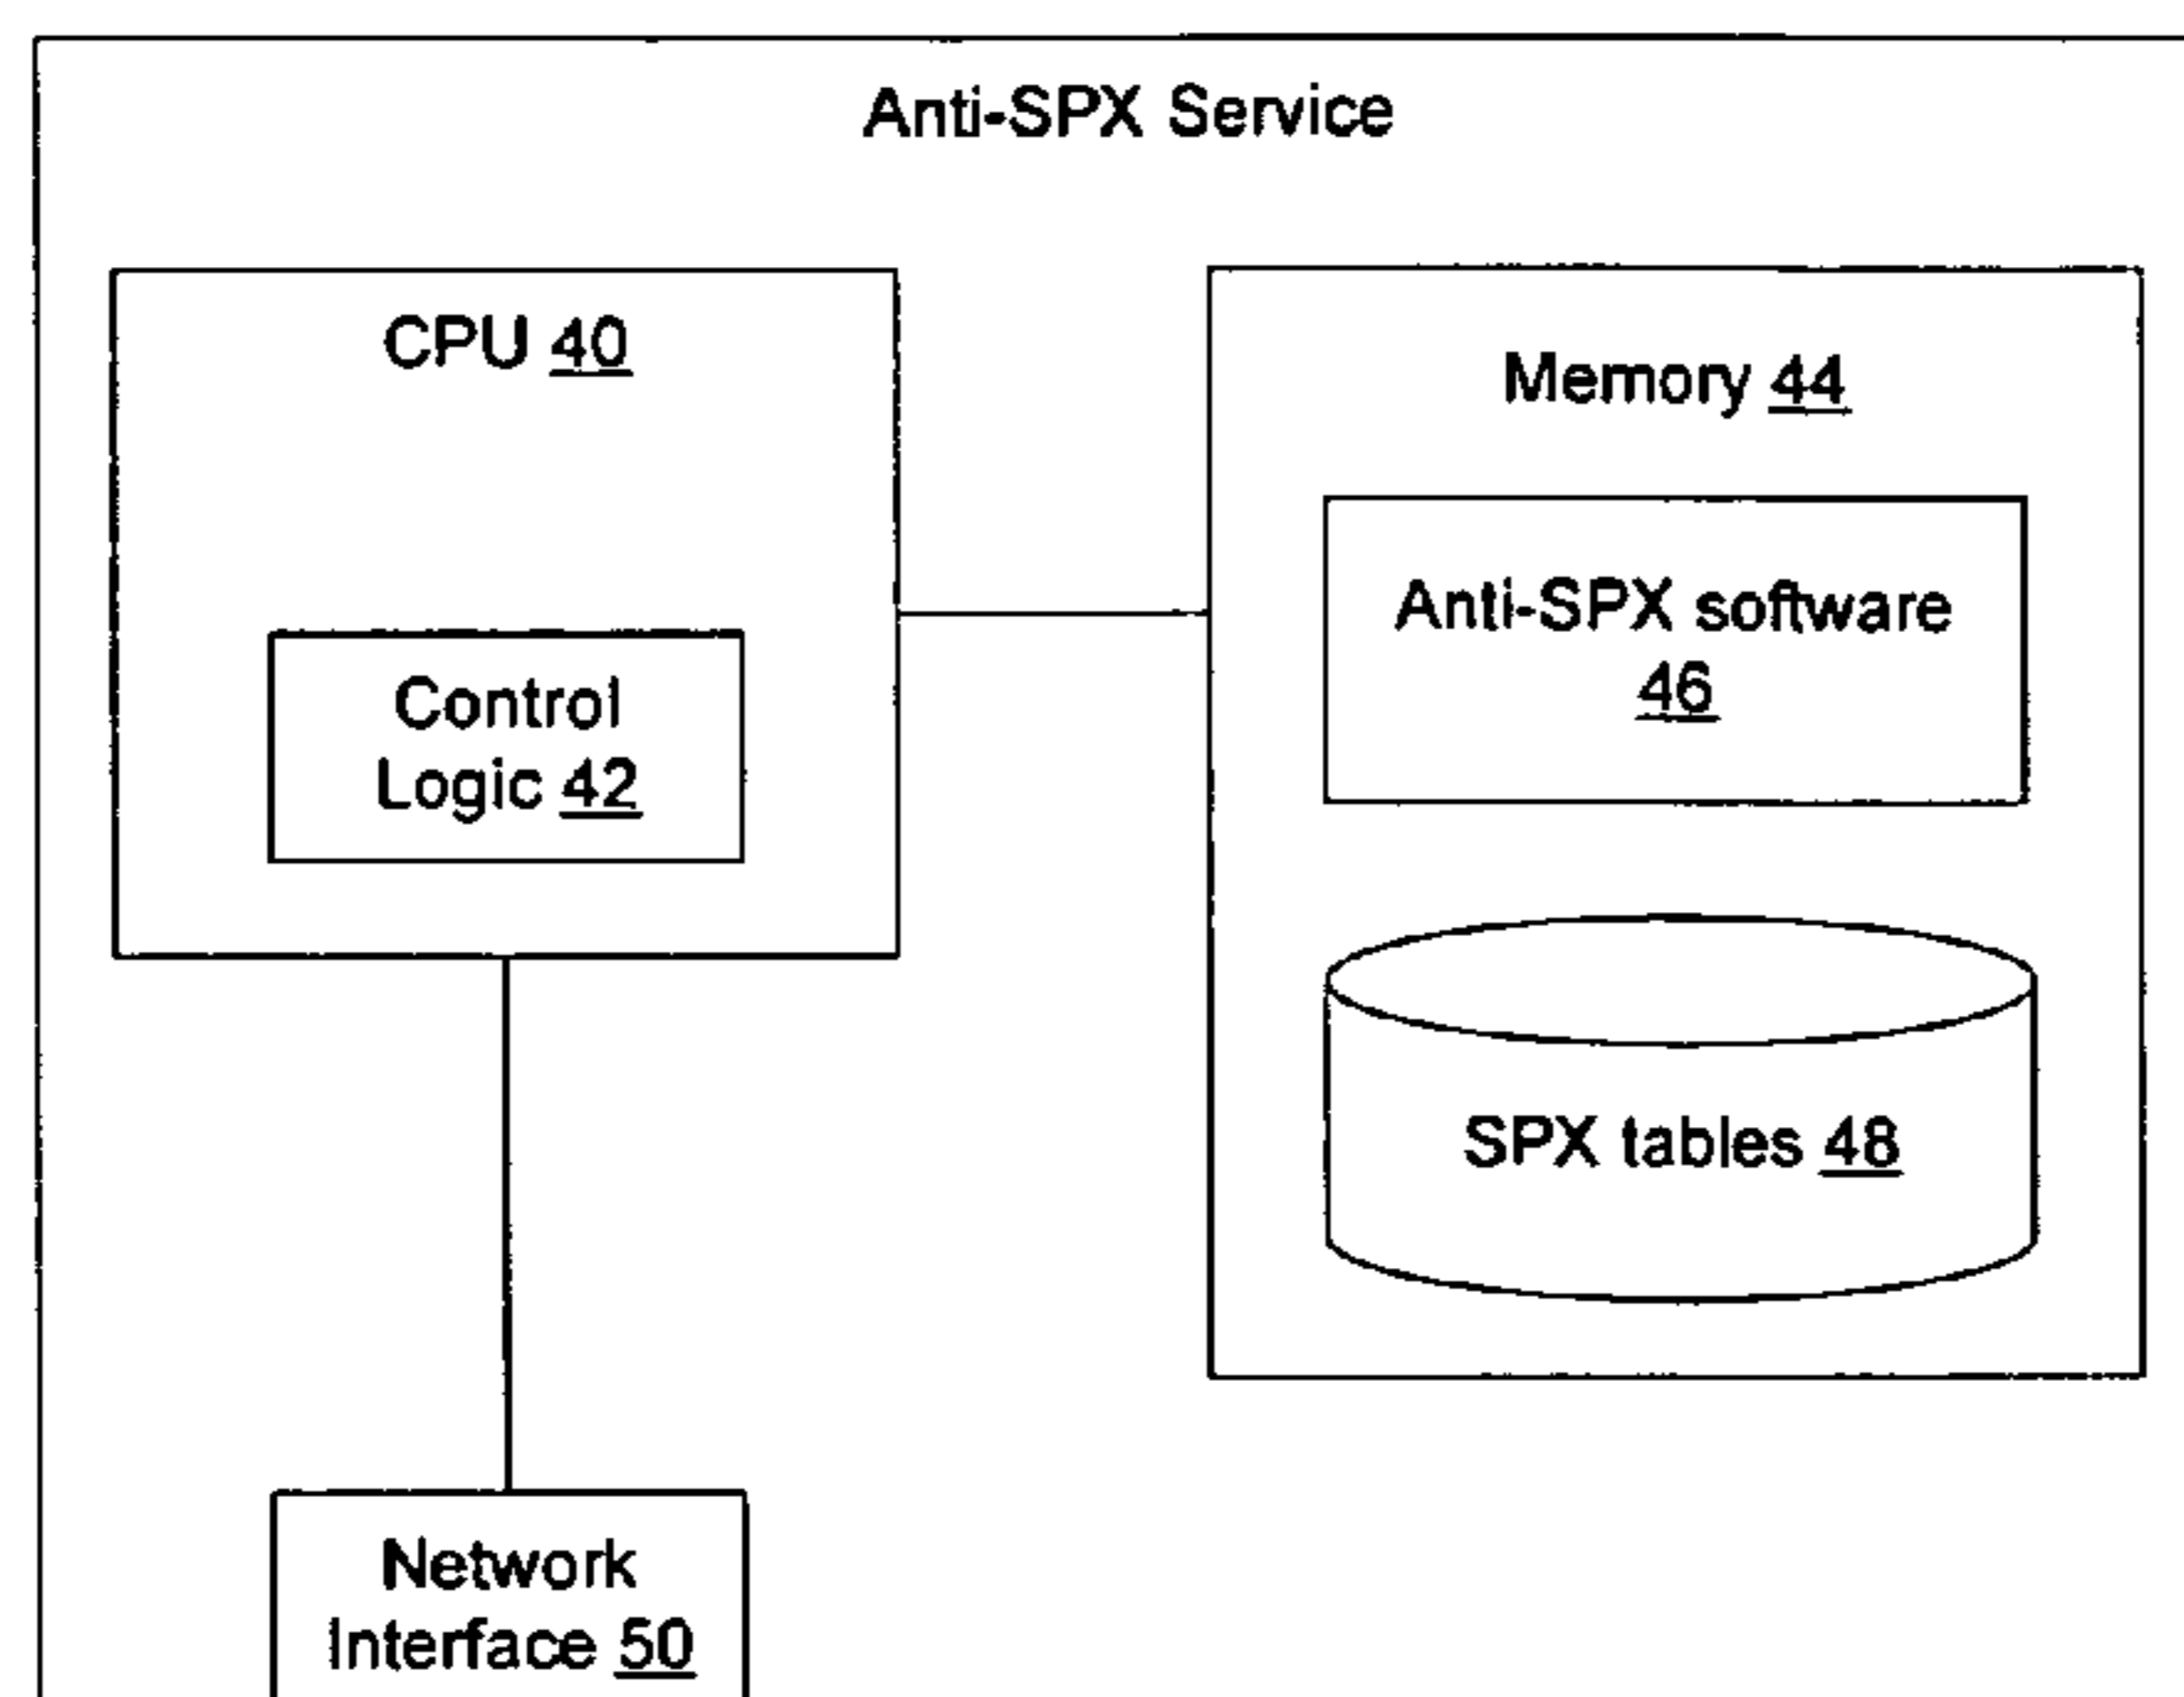 Anti-SPX Service
CPU 40
Control
Logic 42
Memory 44
Anti-SPX software
46
SPX tables 48
Network
Interface 50